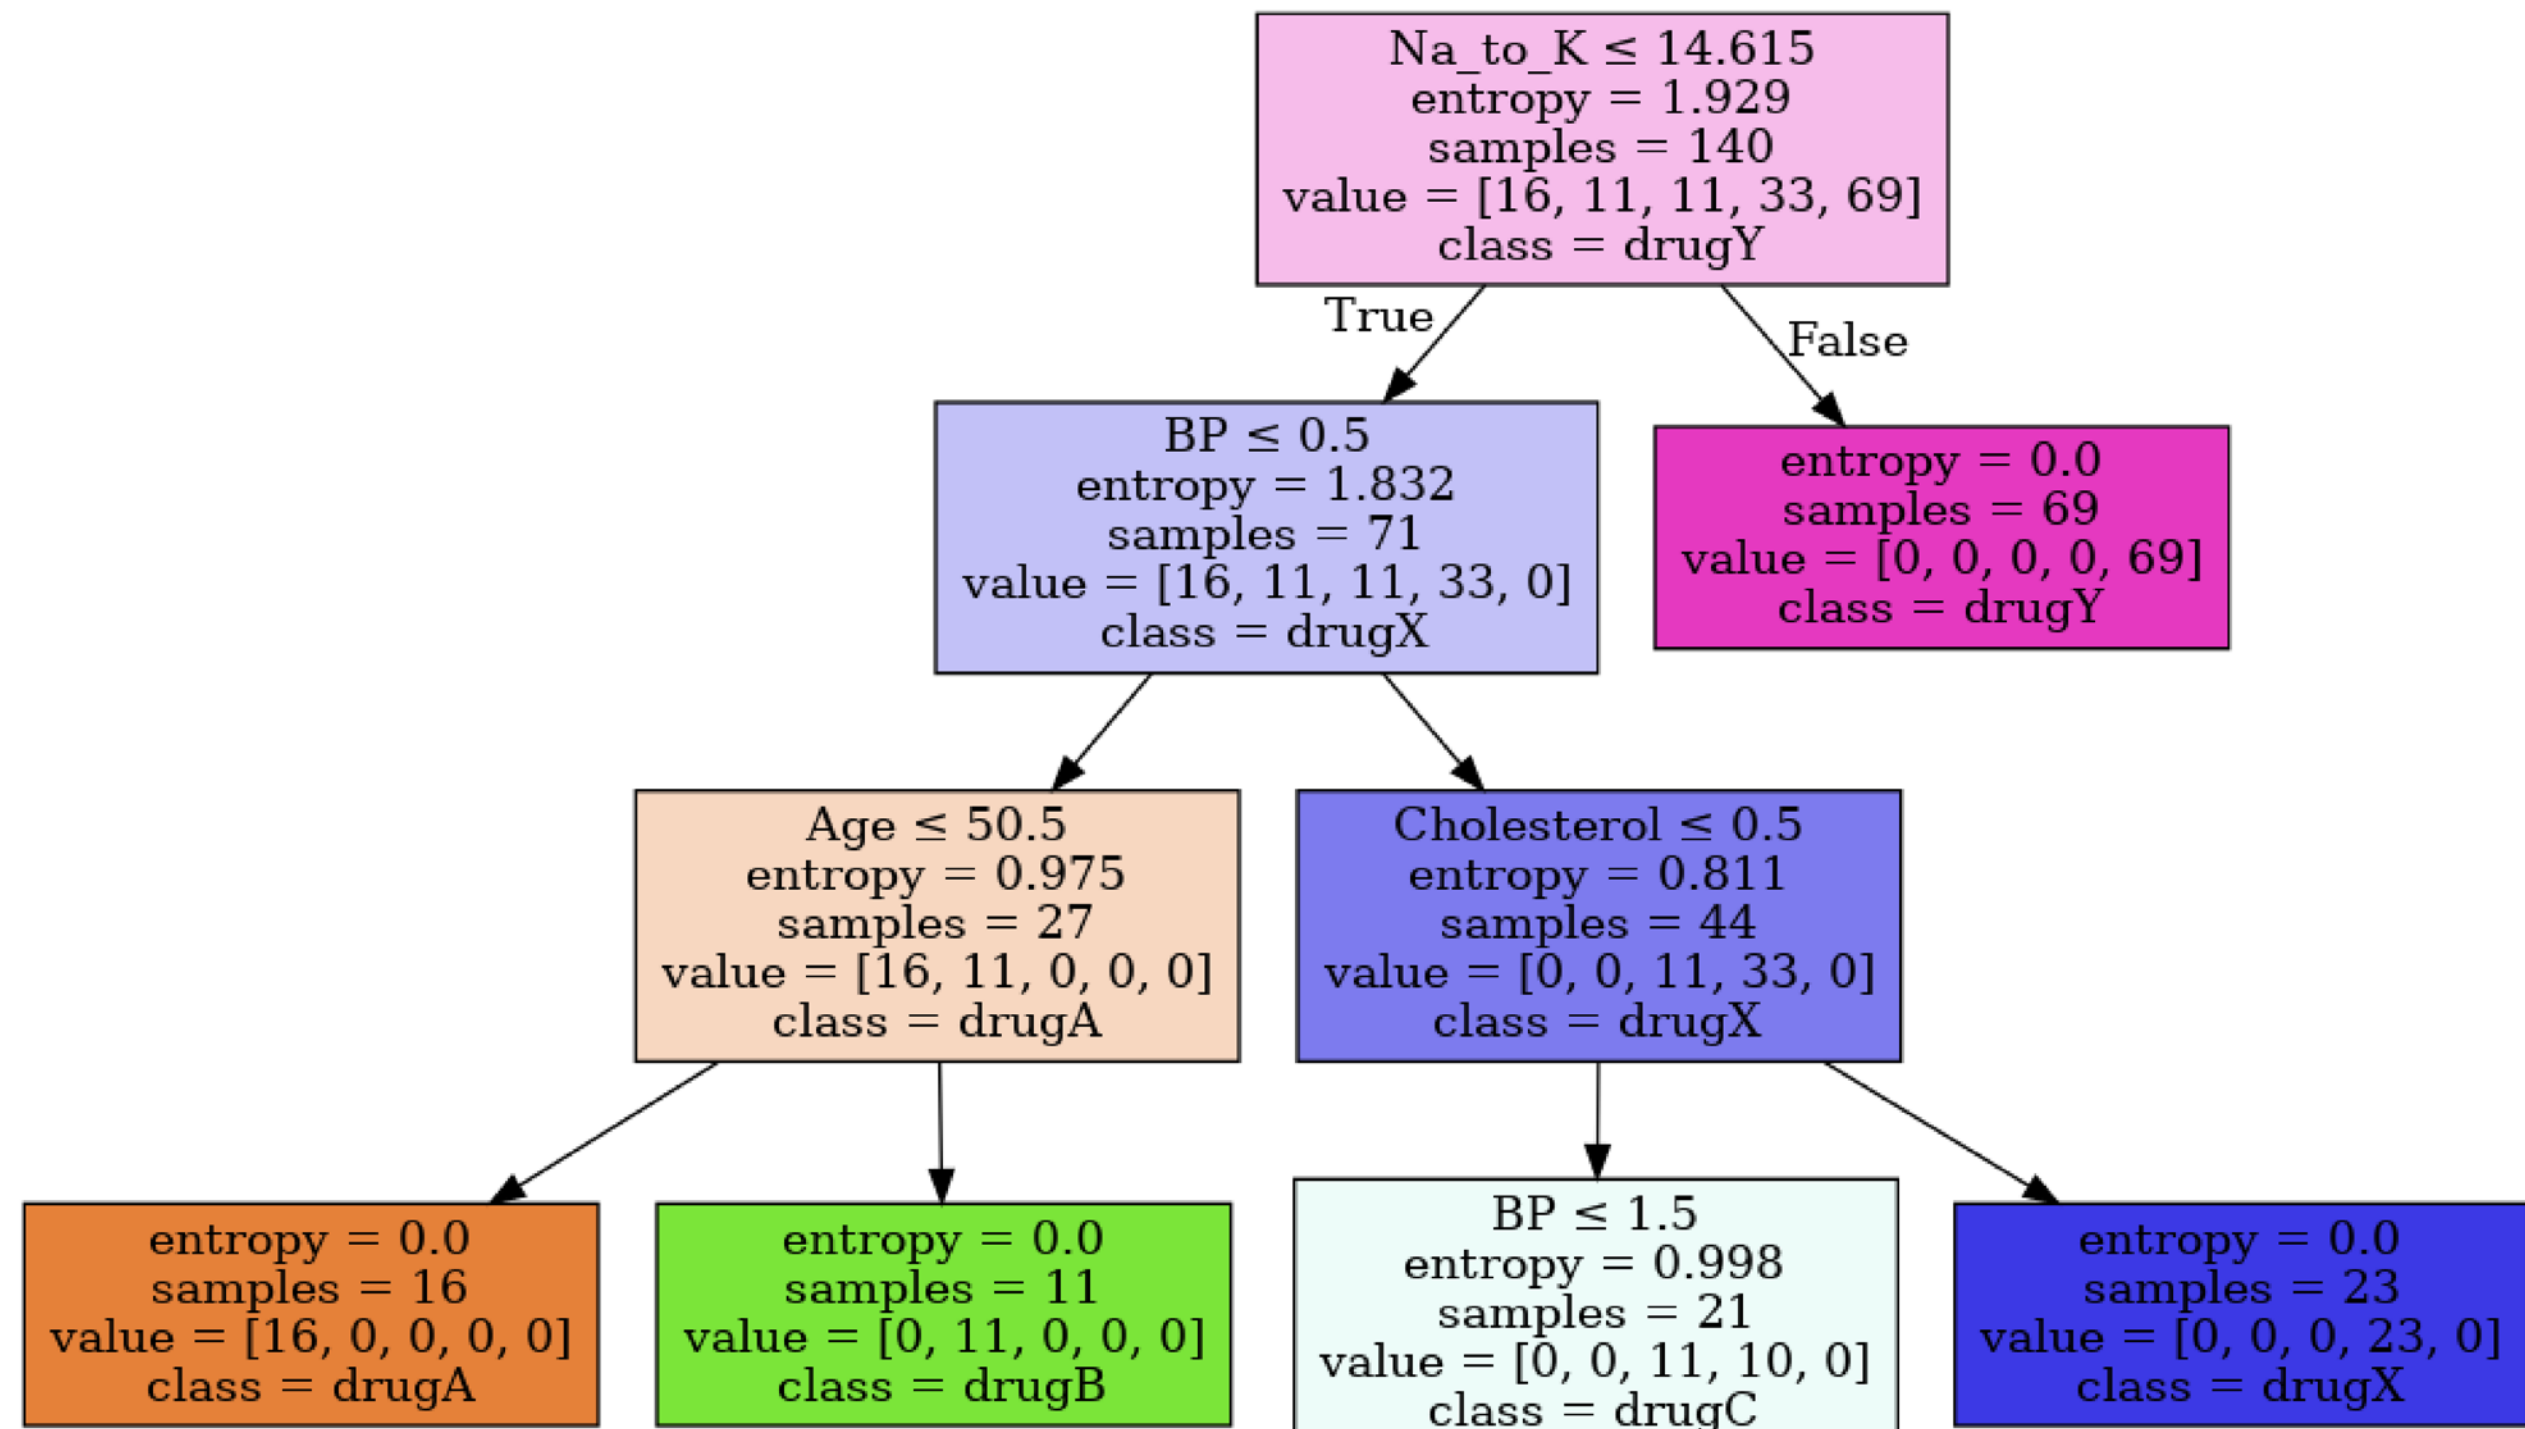 Na_to_K ≤ 14.615
entropy = 1.929
samples = 140
value = [16, 11, 11, 33, 69]
class = drugY
True
False
BP ≤ 0.5
entropy = 1.832
samples = 71
value = [16, 11, 11, 33, 0]
class = drugX
entropy = 0.0
samples = 69
value = [0, 0, 0, 0, 69]
class = drugY
Age ≤ 50.5
entropy = 0.975
samples = 27
value = [16, 11, 0, 0, 0]
class = drugA
Cholesterol ≤ 0.5
entropy = 0.811
samples = 44
value = [0, 0, 11, 33, 0]
class = drugX
entropy = 0.0
samples = 16
value = [16, 0, 0, 0, 0]
class = drugA
entropy = 0.0
samples = 11
value = [0, 11, 0, 0, 0]
class = drugB
BP ≤ 1.5
entropy = 0.998
samples = 21
value = [0, 0, 11, 10, 0]
class = drugC
entropy = 0.0
samples = 23
value = [0, 0, 0, 23, 0]
class = drugX